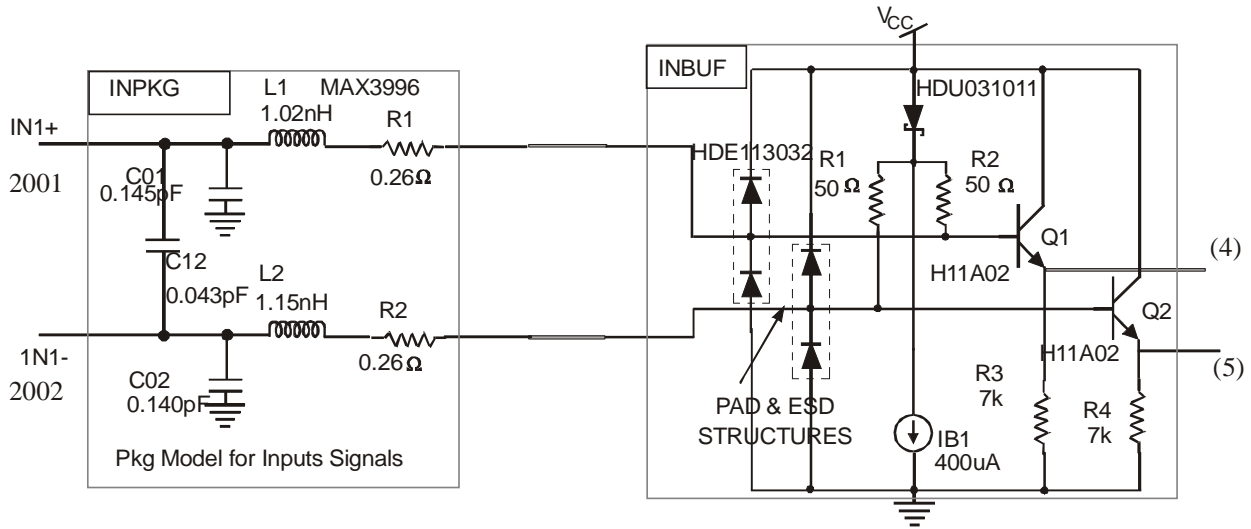 VCC
INPKG
L1
MAX3996
1.02nH
R1
0.26Ω
IN1+
2001
C01
0.145pF
C12
0.043pF
L2
1.15nH
R2
0.26Ω
1N1-
2002
C02
0.140pF
Pkg Model for Inputs Signals
INBUF
HDU031011
HDE113032
R1
50 Ω
R2
50 Ω
Q1
(4)
H11A02
Q2
H11A02
(5)
R3
7k
R4
7k
PAD & ESD
STRUCTURES
IB1
400uA